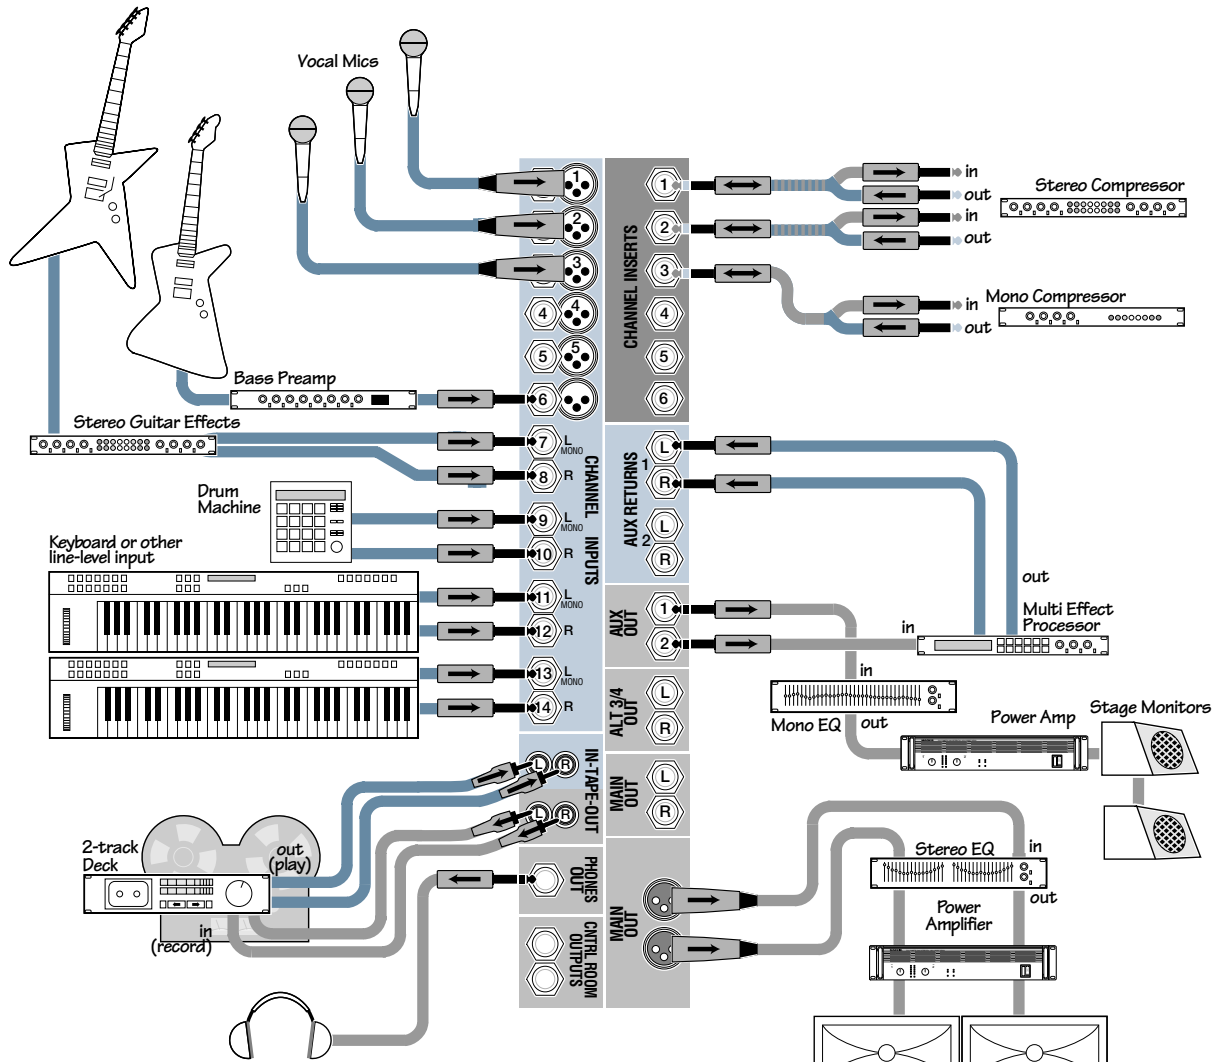 Vocal Mics
Bass Preamp
Stereo Guitar Effects
Drum
Machine
Keyboard or other
line-level input
2-track
Deck
out
(play)
in
(record)
1
2
3
4
4
5
5
6
7
L
MONO
8
R
9
L
MONO
10
R
11
L
MONO
12
R
13
L
MONO
14
R
CHANNEL INPUTS
L
R
L
R
IN-TAPE-OUT
PHONES
OUT
CNTRL ROOM
OUTPUTS
CHANNEL INSERTS
1
2
3
4
5
6
AUX RETURNS
L
1
R
L
2
R
AUX
OUT
1
2
ALT 3/4
OUT
L
R
MAIN
OUT
L
R
MAIN
OUT
in
out
in
out
Stereo Compressor
in
out
Mono Compressor
out
in
Multi Effect
Processor
in
Mono EQ
out
Power Amp
Stage Monitors
Stereo EQ
in
out
Power
Amplifier